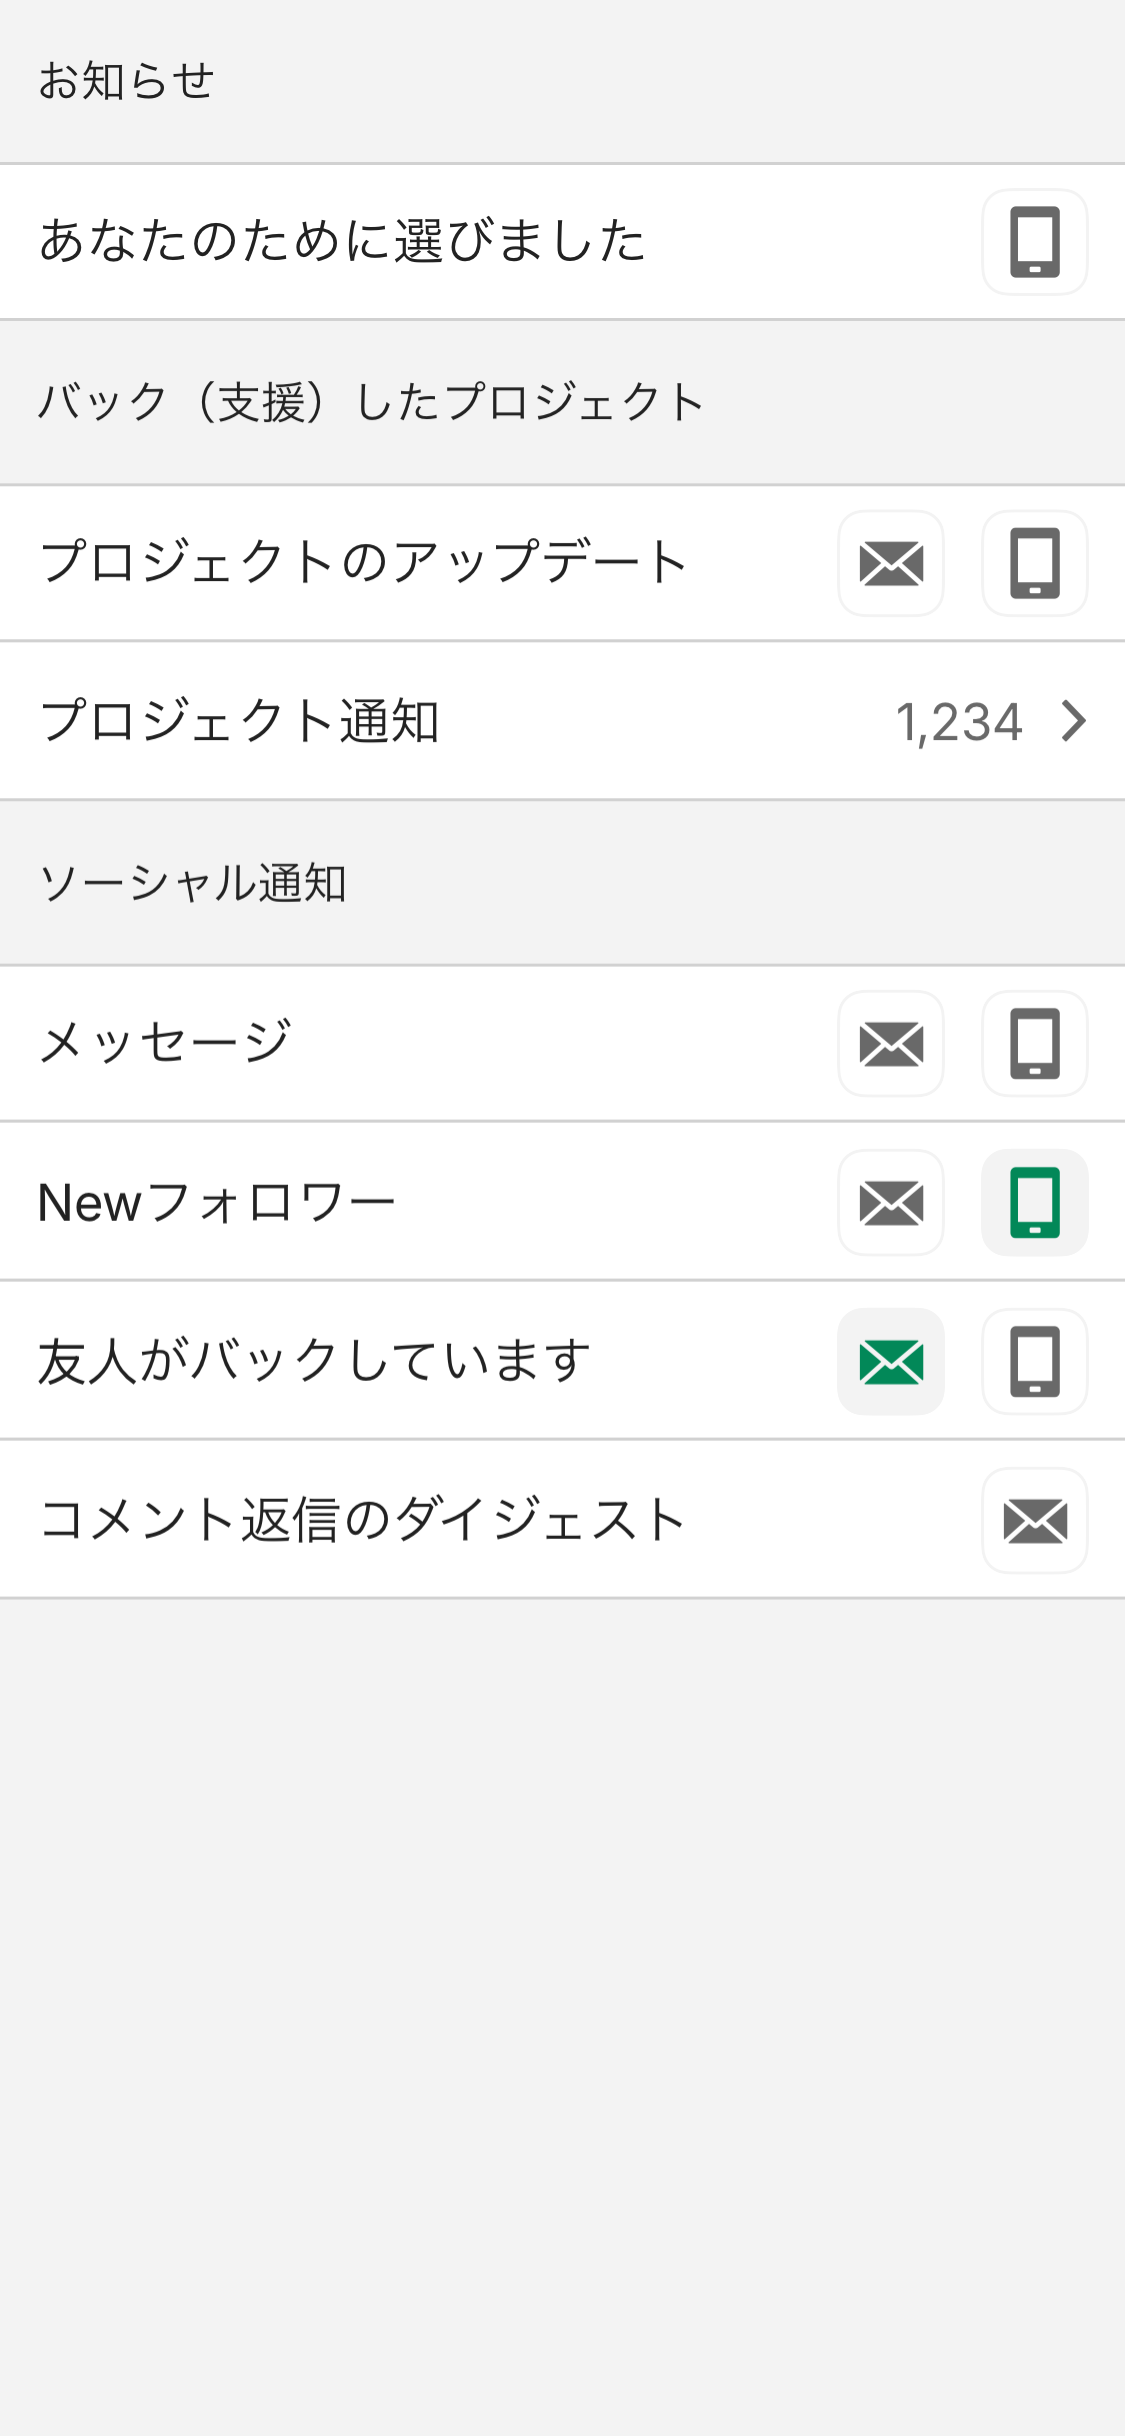 お知らせ
あなたのために選びました
バック（支援）したプロジェクト
プロジェクトのアップデート
プロジェクト通知 1,234
ソーシャル通知
メッセージ
Newフォロワー
友人がバックしています
コメント返信のダイジェスト